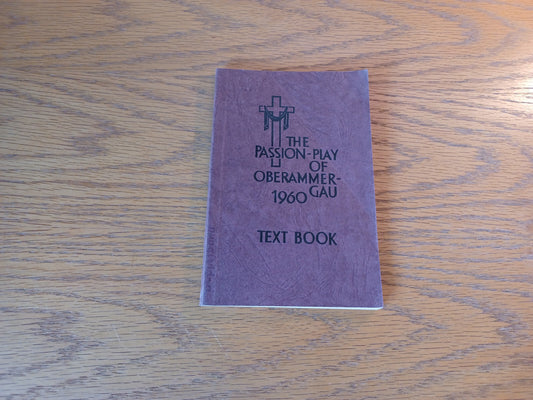 THE
PASSION-PLAY
OF
OBERAMMER-
GAU
1960
TEXT BOOK